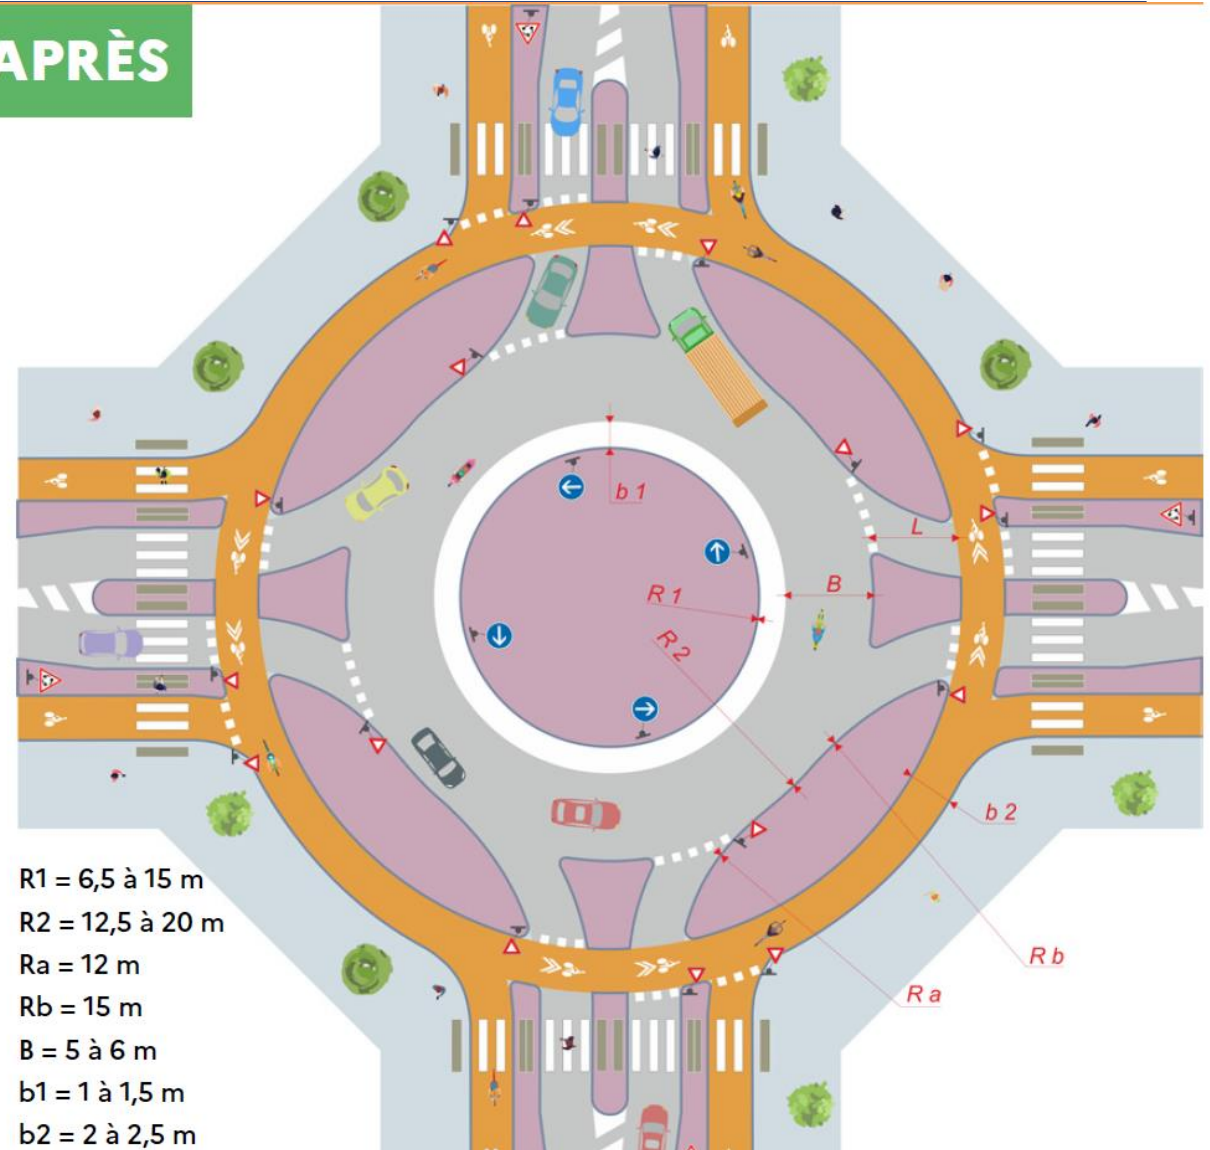 APRÈS
b 1
L
B
R 1
R 2
b 2
R b
R a
R1 = 6,5 à 15 m
R2 = 12,5 à 20 m
Ra = 12 m
Rb = 15 m
B = 5 à 6 m
b1 = 1 à 1,5 m
b2 = 2 à 2,5 m